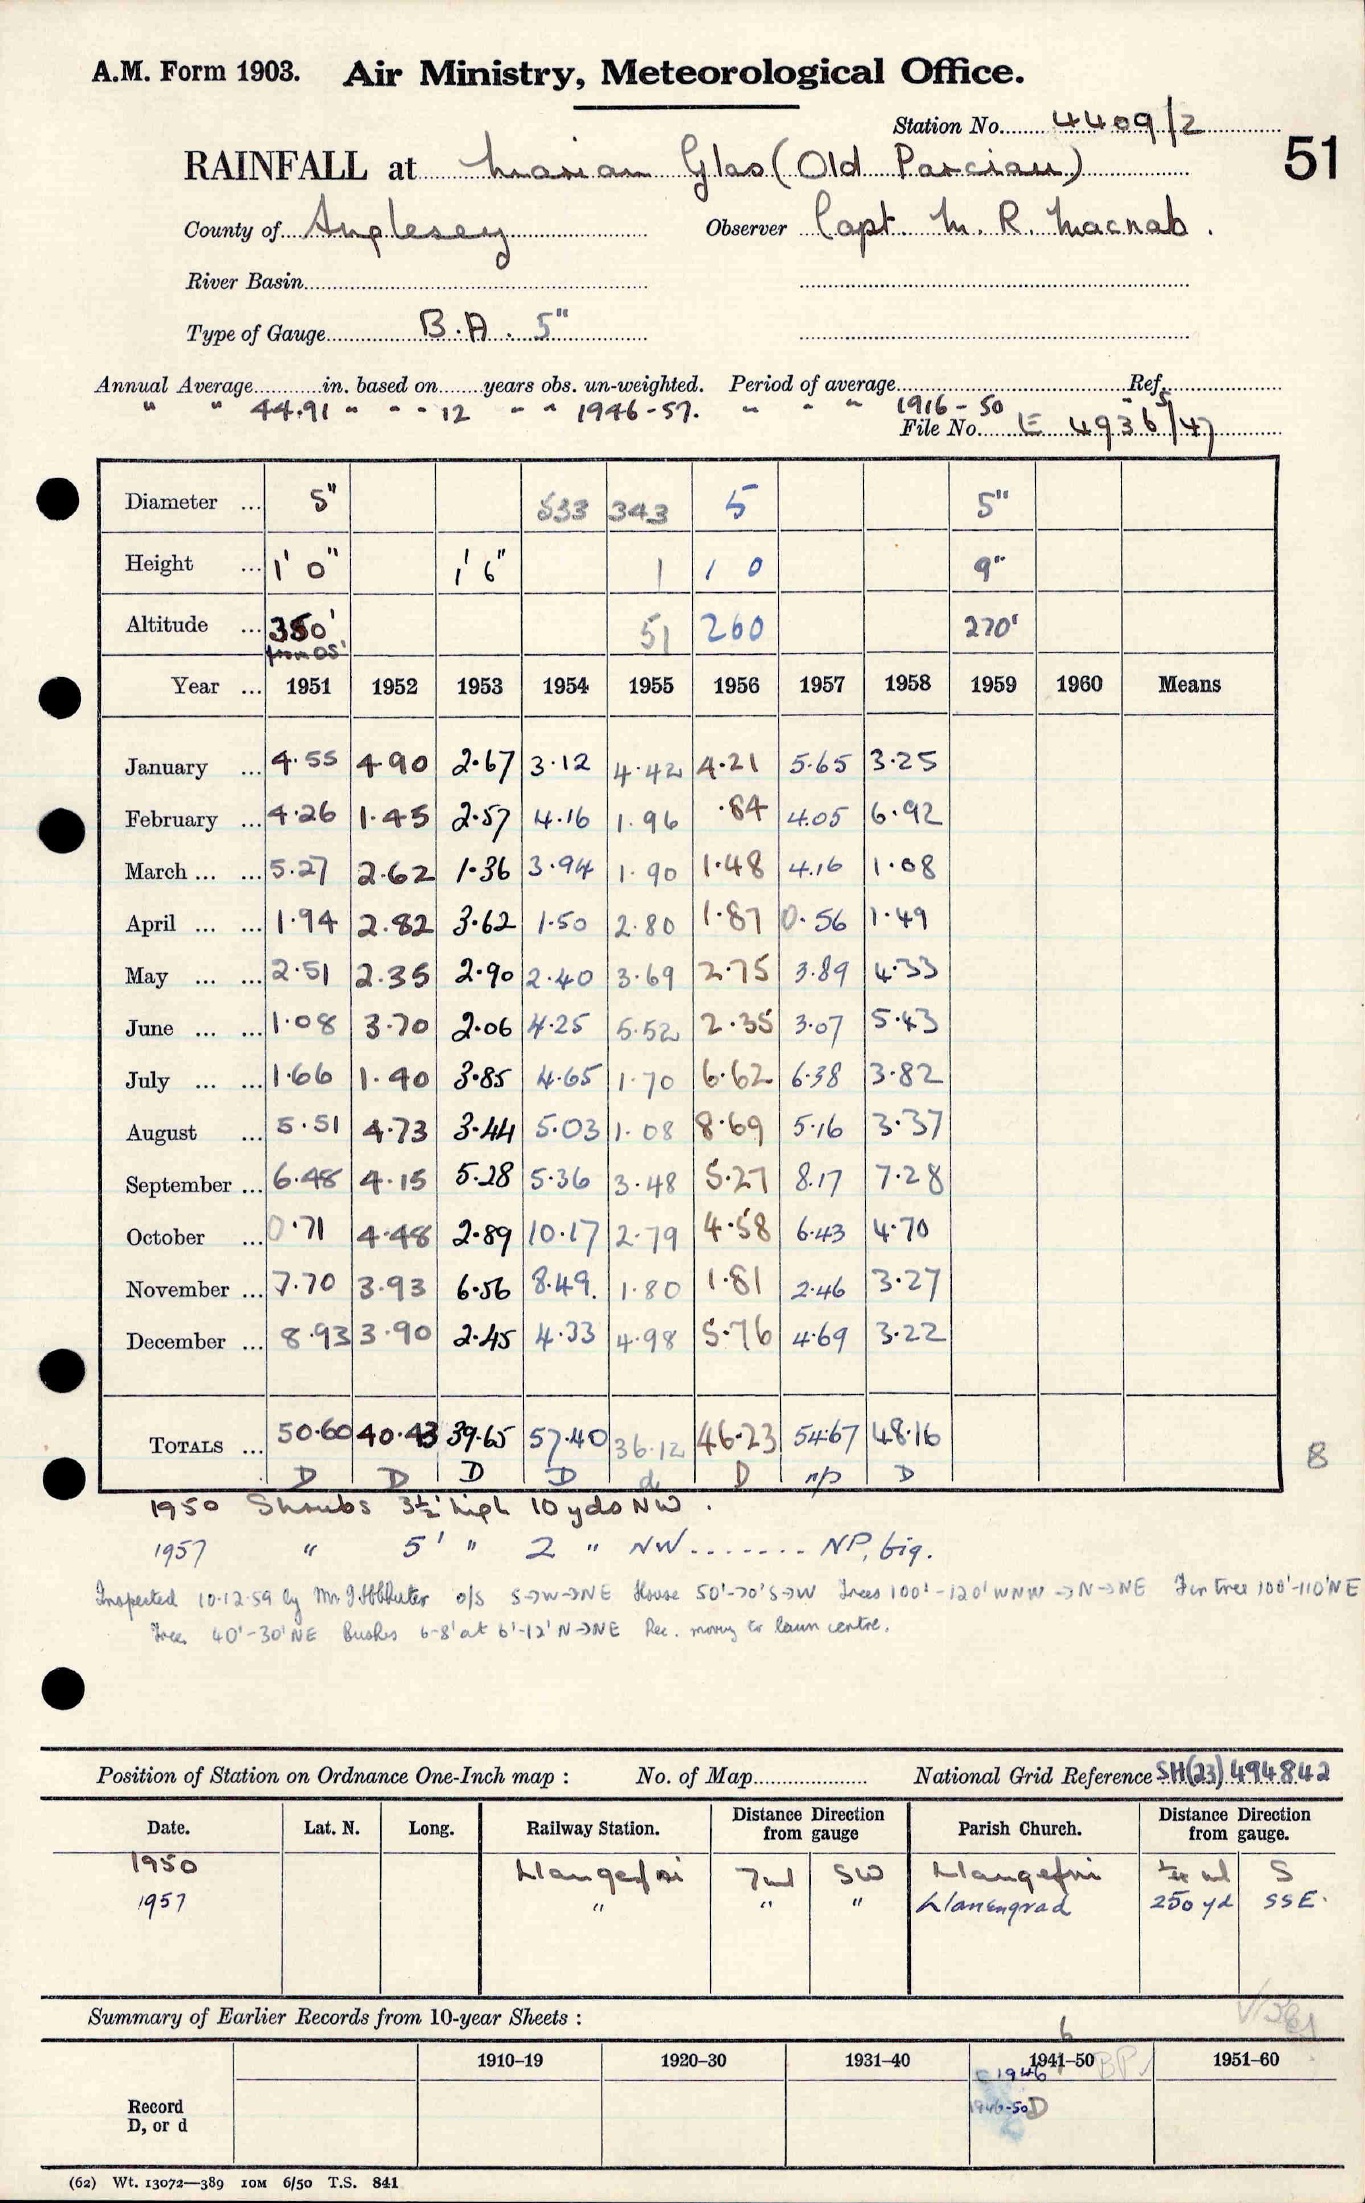 A.M. Form 1903. Air Ministry, Meteorological Office.
Station No. 4409/2
51
RAINFALL at Marian Glas (Old Parciau)
County of Anglesey Observer Capt. M. R. Macnab.
River Basin
Type of Gauge B.A. 5"
Annual Average in. based on years obs. un-weighted. Period of average Ref.
" " 44.91 " " " 12 " " 1946-57. " " " 1916-50
File No. E 4936/47
Diameter ... 5" 533 343 5 5"
Height ... 1' 0" 1' 6" 1 1 0 9"
Altitude ... 350' 51 260 270'
from OS'
Year ... 1951 1952 1953 1954 1955 1956 1957 1958 1959 1960 Means
January ... 4.55 4.90 2.67 3.12 4.42 4.21 5.65 3.25
February ... 4.26 1.45 2.57 4.16 1.96 .84 4.05 6.92
March ... ... 5.27 2.62 1.36 3.94 1.90 1.48 4.16 1.08
April ... ... 1.94 2.82 3.62 1.50 2.80 1.87 0.56 1.49
May ... ... 2.51 2.35 2.90 2.40 3.69 2.75 3.89 4.33
June ... ... 1.08 3.70 2.06 4.25 5.52 2.35 3.07 5.43
July ... ... 1.66 1.40 3.85 4.65 1.70 6.62 6.38 3.82
August ... 5.51 4.73 3.44 5.03 1.08 8.69 5.16 3.37
September ... 6.48 4.15 5.28 5.36 3.48 5.27 8.17 7.28
October ... 0.71 4.48 2.89 10.17 2.79 4.58 6.43 4.70
November ... 7.70 3.93 6.56 8.49. 1.80 1.81 2.46 3.27
December ... 8.93 3.90 2.45 4.33 4.98 5.76 4.69 3.22
TOTALS ... 50.60 40.43 39.65 57.40 36.12 46.23 54.67 48.16
8
D D D D d D np D
1950 Shrubs 3½' high 10 yds NW.
1957 " 5' " 2 " NW ....... NP, big.
Inspected 10.12.59 by Mr. o/s S→W→NE House 50'-70' S→W Trees 100'-120' WNW→N→NE Fir tree 100'-110' NE
Trees 40'-30' NE Bushes 6-8' at 6'-12' N→NE Rec. moving to lawn centre.
Position of Station on Ordnance One-Inch map : No. of Map National Grid Reference SH(23)494842
Date. Lat. N. Long. Railway Station. Distance Direction from gauge Parish Church. Distance Direction from gauge.
1950 Llangefni 7ml SW Llangefni ¼ ml S
1957 " " " Llaneugrad 250 yd SSE.
Summary of Earlier Records from 10-year Sheets :
6
1910–19 1920–30 1931–40 1941–50 1951–60
c 1946 BP
Record
D, or d
1946-50 D
(62) Wt. 13072—389 10M 6/50 T.S. 841